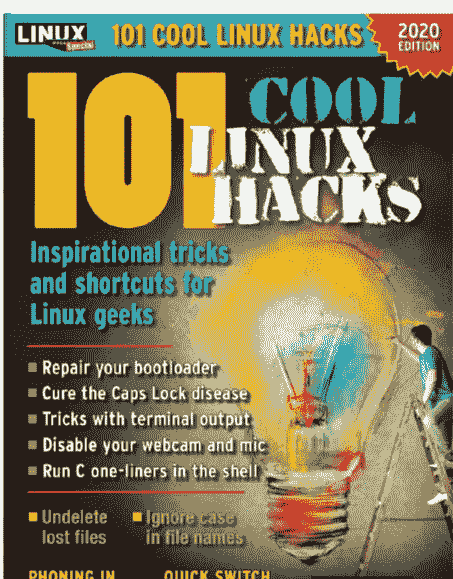 LINUX
MAGAZINE
Special
101 COOL LINUX HACKS
2020
EDITION
101 COOL
LINUX
HACKS
Inspirational tricks
and shortcuts for
Linux geeks
Repair your bootloader
Cure the Caps Lock disease
Tricks with terminal output
Disable your webcam and mic
Run C one-liners in the shell
Undelete
lost files
Ignore case
in file names
PHONING IN
QUICK SWITCH